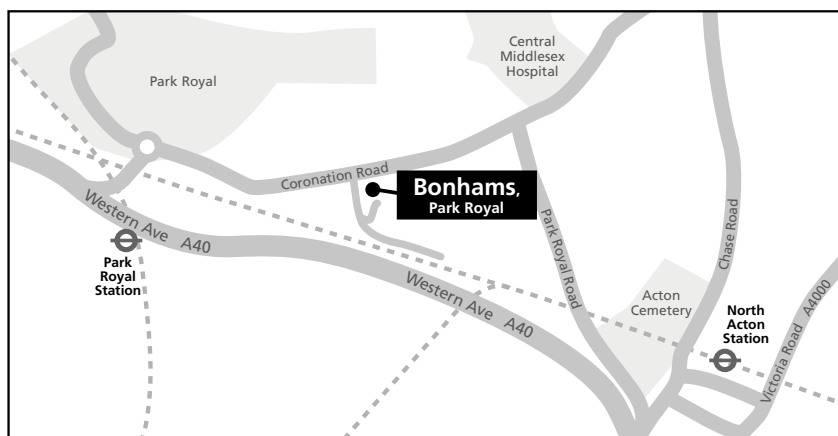 Central
Middlesex
Hospital
Park Royal
Coronation Road
Bonhams,
Park Royal
Western Ave A40
Park
Royal
Station
Western Ave A40
Park Royal Road
Chase Road
Acton
Cemetery
North
Acton
Station
Victoria Road A4000